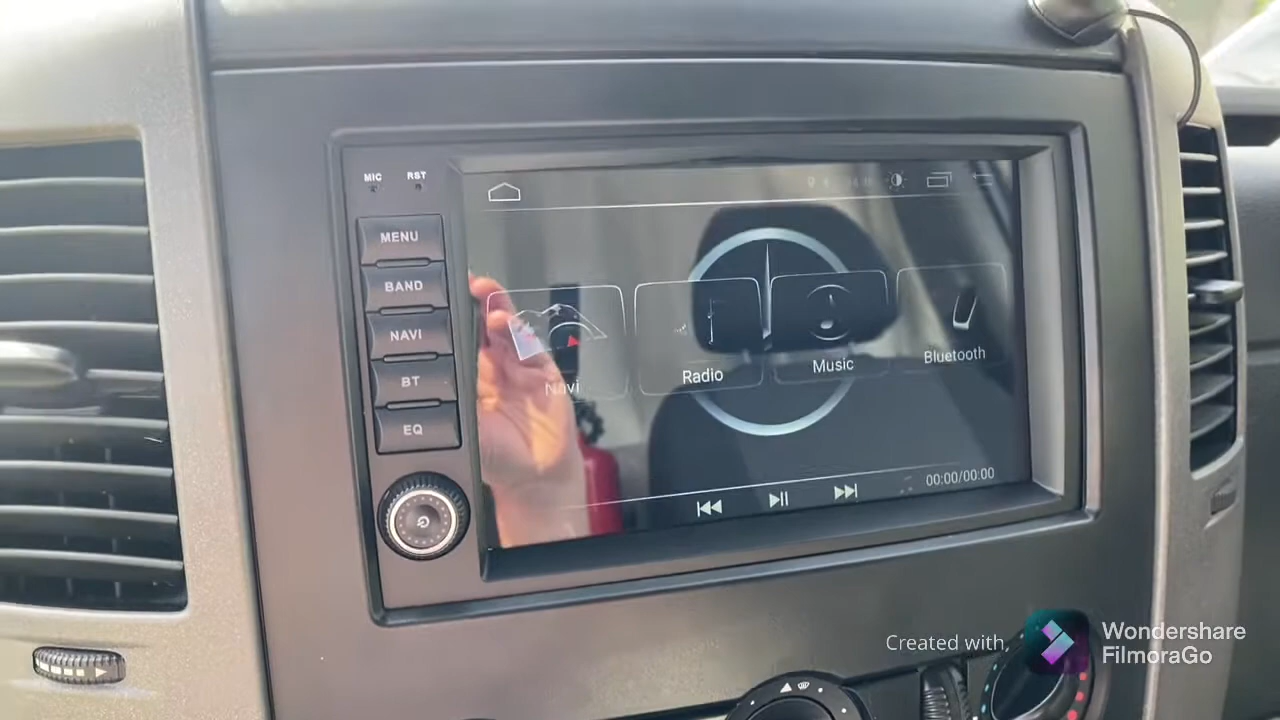 MIC RST
MENU
BAND
NAVI
BT
EQ
Navi
Radio
Music
Bluetooth
00:00/00:00
Created with
Wondershare
FilmoraGo